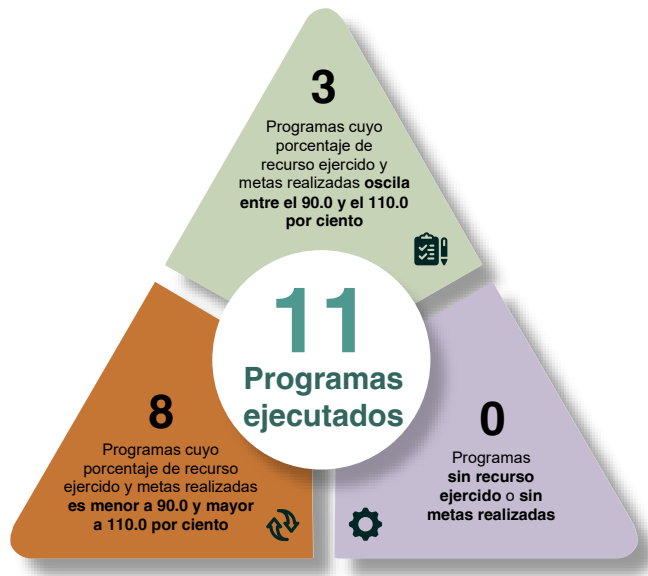 3
Programas cuyo
porcentaje de
recurso ejercido y
metas realizadas oscila
entre el 90.0 y el 110.0
por ciento
11
Programas
ejecutados
8
Programas cuyo
porcentaje de recurso
ejercido y metas realizadas
es menor a 90.0 y mayor
a 110.0 por ciento
0
Programas
sin recurso
ejercido o sin
metas realizadas